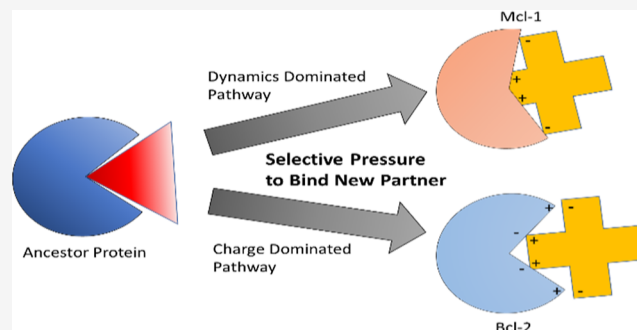 Mcl-1
Dynamics Dominated
Pathway
Selective Pressure
to Bind New Partner
Ancestor Protein
Charge Dominated
Pathway
Bcl-2
-
+
+
-
+
-
-
+
-
+
+
-